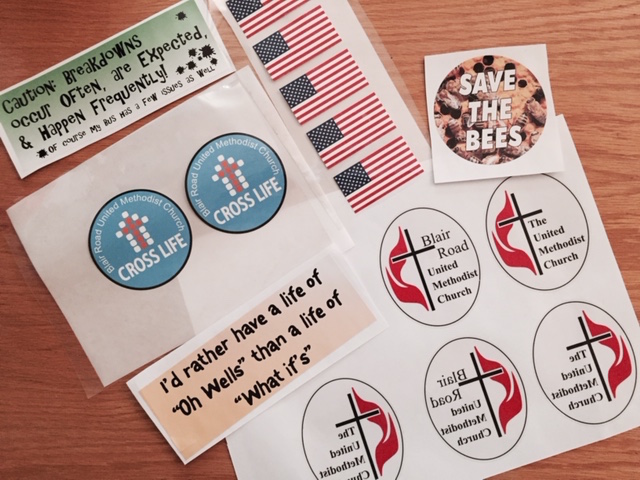 Caution: Breakdowns
occur Often, are Expected,
& Happen Frequently!
*Of course My Bus Has a Few issues as Well
SAVE
THE
BEES
Blair Road United Methodist Church
CROSS LIFE
Blair Road United Methodist Church
CROSS LIFE
Blair
Road
United
Methodist
Church
The
United
Methodist
Church
I'd rather have a life of
"Oh Wells" than a life of
"What if's"
The
United
Methodist
Church
Blair
Road
United
Methodist
Church
The
United
Methodist
Church